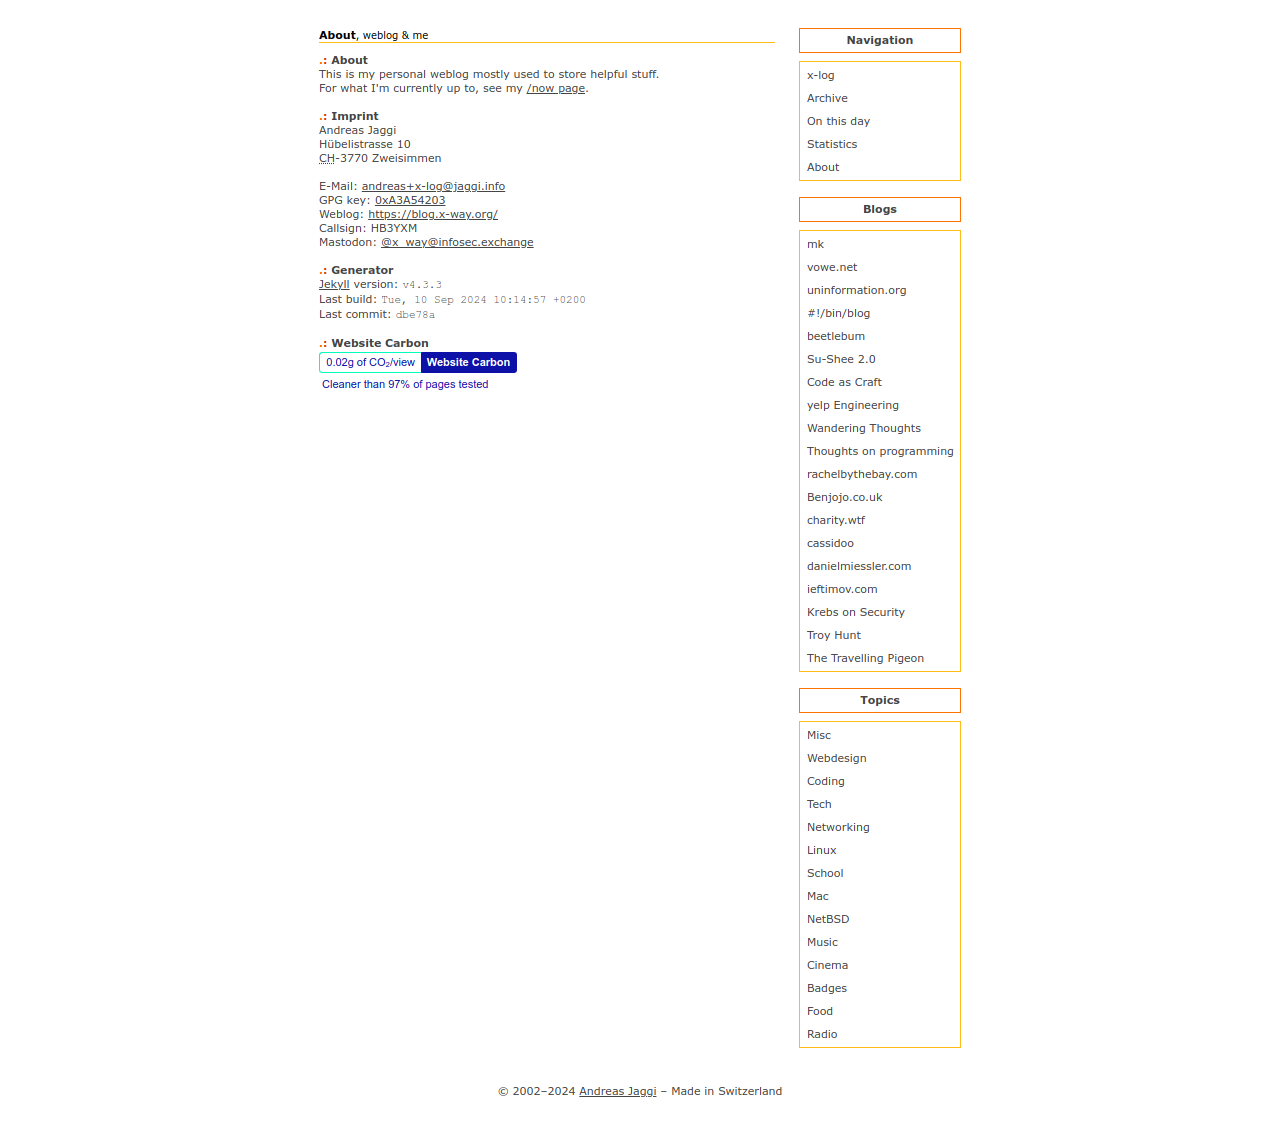 About, weblog & me
.: About
This is my personal weblog mostly used to store helpful stuff.
For what I'm currently up to, see my /now page.
.: Imprint
Andreas Jaggi
Hübelistrasse 10
CH-3770 Zweisimmen
E-Mail: andreas+x-log@jaggi.info
GPG key: 0xA3A54203
Weblog: https://blog.x-way.org/
Callsign: HB3YXM
Mastodon: @x_way@infosec.exchange
.: Generator
Jekyll version: v4.3.3
Last build: Tue, 10 Sep 2024 10:14:57 +0200
Last commit: dbe78a
.: Website Carbon
0.02g of CO₂/view Website Carbon
Cleaner than 97% of pages tested
Navigation
x-log
Archive
On this day
Statistics
About
Blogs
mk
vowe.net
uninformation.org
#!/bin/blog
beetlebum
Su-Shee 2.0
Code as Craft
yelp Engineering
Wandering Thoughts
Thoughts on programming
rachelbythebay.com
Benjojo.co.uk
charity.wtf
cassidoo
danielmiessler.com
ieftimov.com
Krebs on Security
Troy Hunt
The Travelling Pigeon
Topics
Misc
Webdesign
Coding
Tech
Networking
Linux
School
Mac
NetBSD
Music
Cinema
Badges
Food
Radio
© 2002–2024 Andreas Jaggi – Made in Switzerland